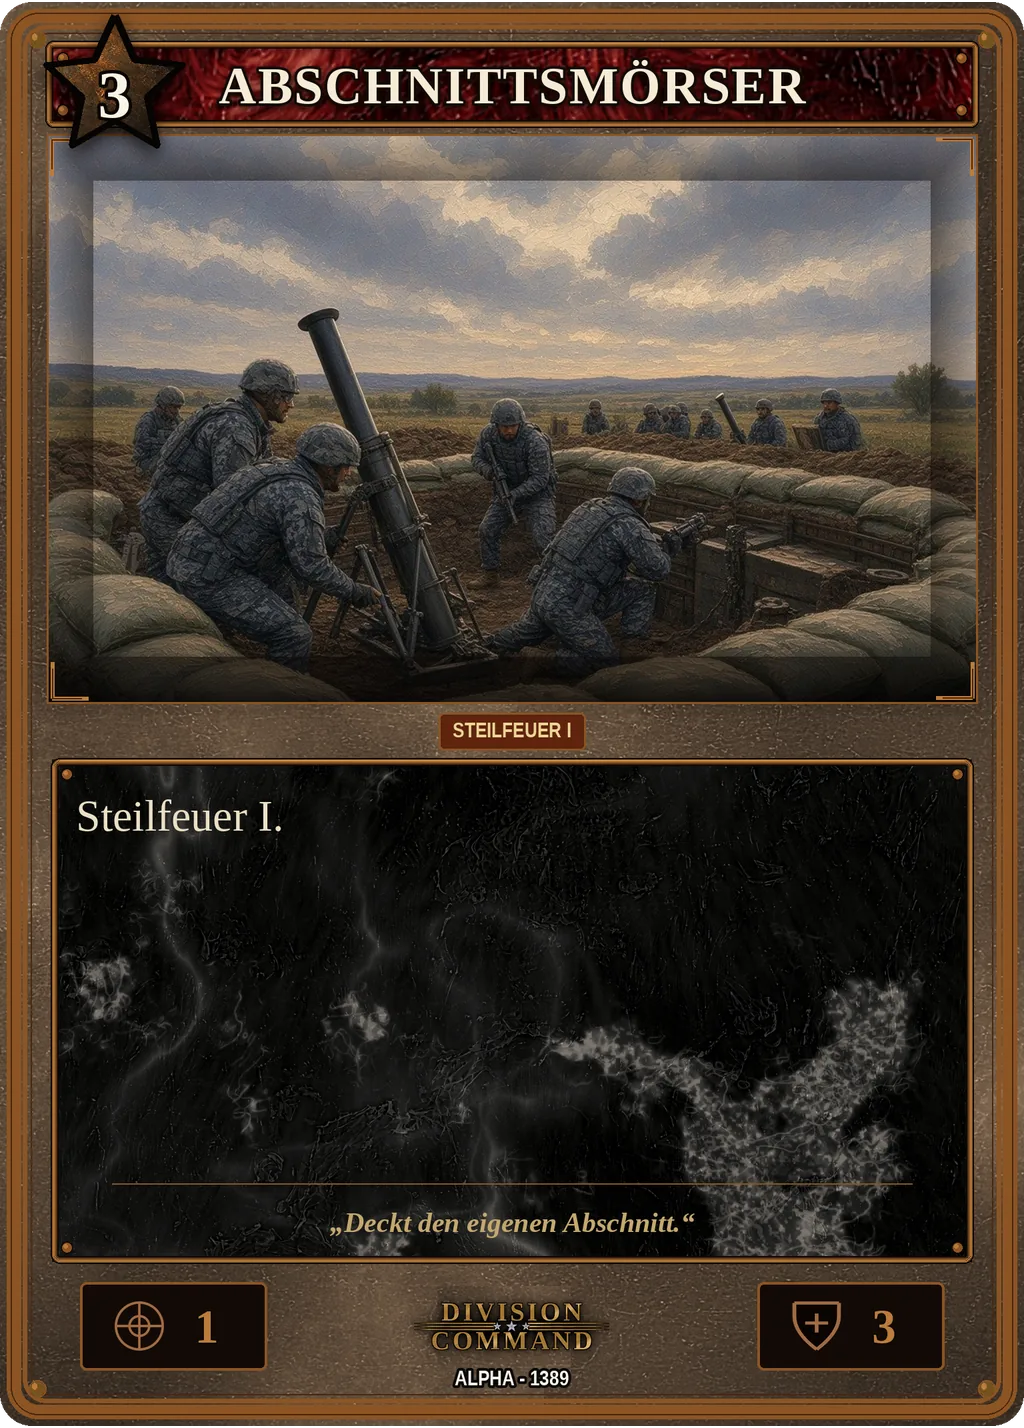 3
ABSCHNITTSMÖRSER
STEILFEUER I
Steilfeuer I.
„Deckt den eigenen Abschnitt.“
1
DIVISION
COMMAND
3
ALPHA - 1389